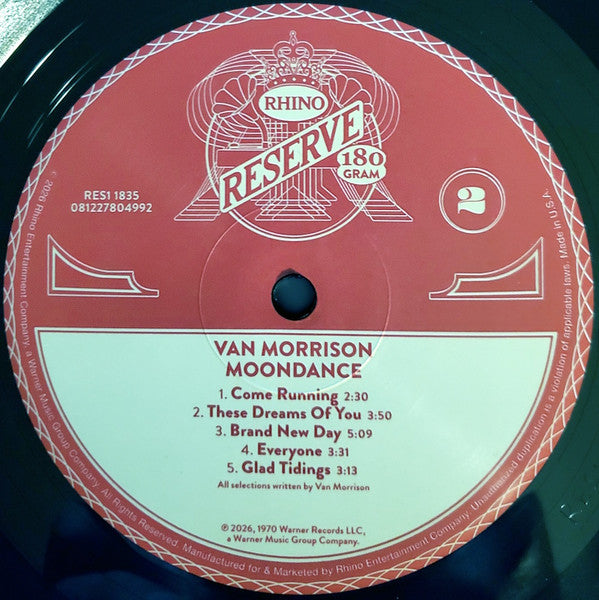 RHINO
RESERVE
180
GRAM
RES1 1835
081227804992
2
VAN MORRISON
MOONDANCE
1. Come Running 2:30
2. These Dreams Of You 3:50
3. Brand New Day 5:09
4. Everyone 3:31
5. Glad Tidings 3:13
All selections written by Van Morrison
℗ 2026, 1970 Warner Records LLC,
a Warner Music Group Company.
© 2026 Rhino Entertainment Company, a Warner Music Group Company. All Rights Reserved. Manufactured for & Marketed by Rhino Entertainment Company. Unauthorized duplication is a violation of applicable laws. Made in U.S.A.